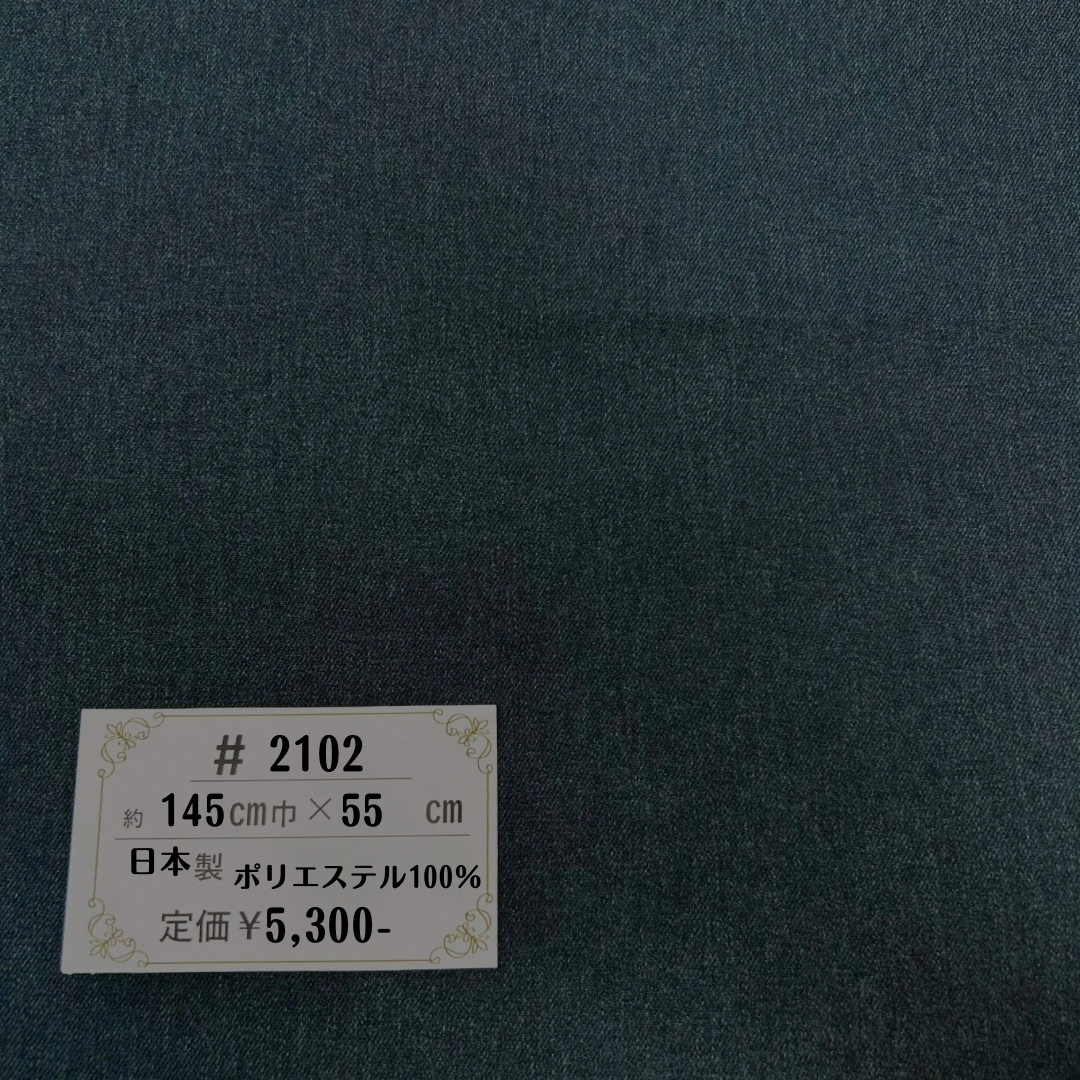 # 2102
約 145cm巾×55 cm
日本製 ポリエステル100%
定価¥5,300-